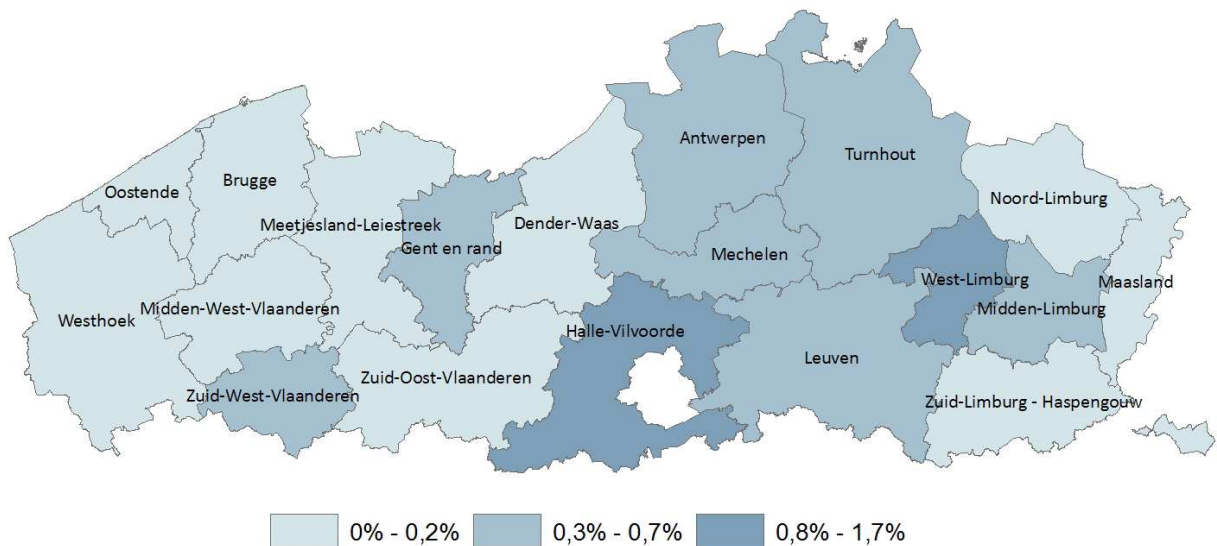 Antwerpen
Turnhout
Oostende
Brugge
Noord-Limburg
Meetjesland-Leiestreek
Dender-Waas
Gent en rand
Mechelen
West-Limburg
Maasland
Midden-West-Vlaanderen
Midden-Limburg
Westhoek
Halle-Vilvoorde
Leuven
Zuid-Oost-Vlaanderen
Zuid-West-Vlaanderen
Zuid-Limburg - Haspengouw
0% - 0,2%
0,3% - 0,7%
0,8% - 1,7%